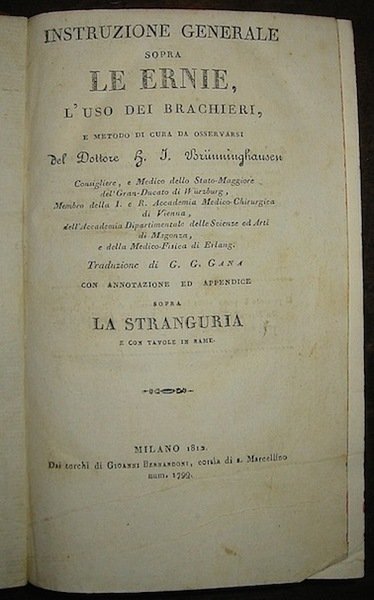 INSTRUZIONE GENERALE
SOPRA
LE ERNIE,
L'USO DEI BRACHIERI,
E METODO DI CURA DA OSSERVARSI
del Dottore H. J. Brünninghausen
Consigliere, e Medico dello Stato-Maggiore
del Gran-Ducato di Würzburg,
Membro della I. e R. Accademia Medico-Chirurgica
di Vienna,
dell'Accademia Dipartimentale delle Scienze ed Arti
di Magonza,
e della Medico-Fisica di Erlang.
Traduzione di G. G. GANA
CON ANNOTAZIONE ED APPENDICE
SOPRA
LA STRANGURIA
E CON TAVOLE IN RAME.
MILANO 1812.
Dai torchi di GIOANNI BERNARDONI, corsia di s. Marcellino
num. 1799.